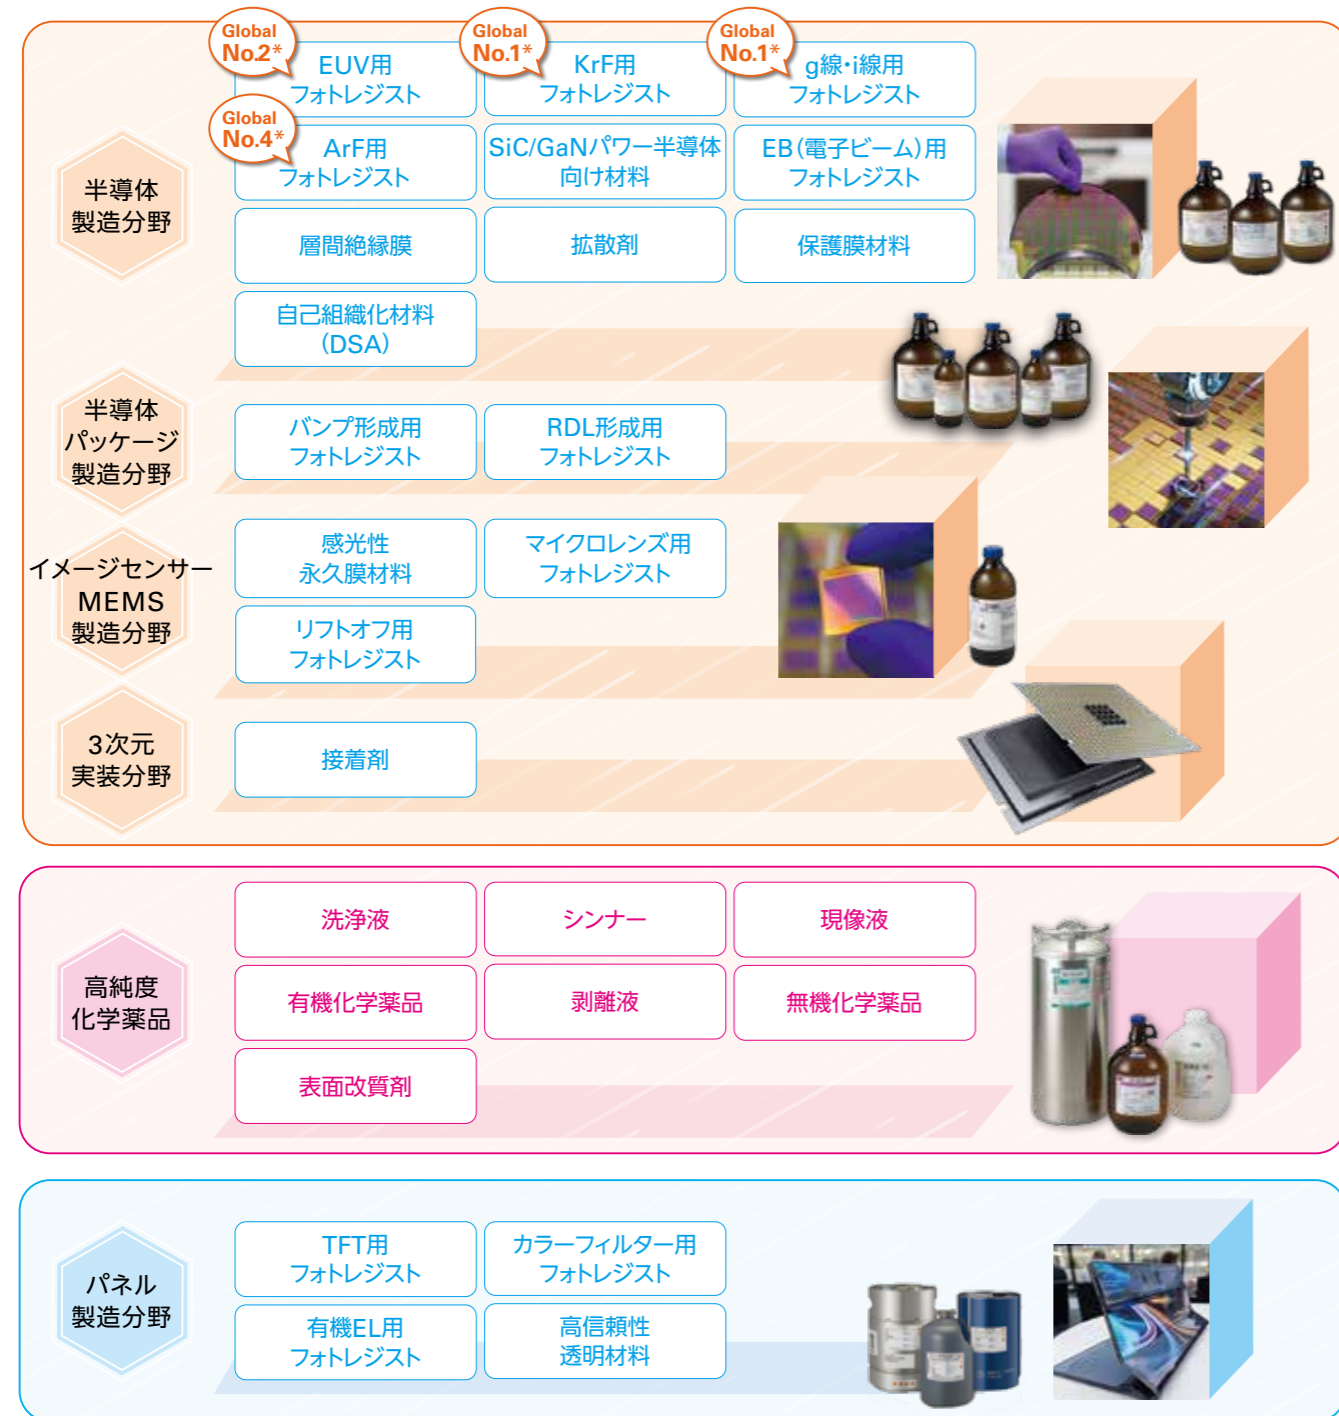 Global
No.2*
EUV用
フォトレジスト
Global
No.1*
KrF用
フォトレジスト
Global
No.1*
g線・i線用
フォトレジスト
半導体
製造分野
Global
No.4*
ArF用
フォトレジスト
SiC/GaNパワー半導体
向け材料
EB（電子ビーム）用
フォトレジスト
層間絶縁膜
拡散剤
保護膜材料
自己組織化材料
（DSA）
半導体
パッケージ
製造分野
バンプ形成用
フォトレジスト
RDL形成用
フォトレジスト
イメージセンサー
MEMS
製造分野
感光性
永久膜材料
マイクロレンズ用
フォトレジスト
リフトオフ用
フォトレジスト
3次元
実装分野
接着剤
高純度
化学薬品
洗浄液
シンナー
現像液
有機化学薬品
剥離液
無機化学薬品
表面改質剤
パネル
製造分野
TFT用
フォトレジスト
カラーフィルター用
フォトレジスト
有機EL用
フォトレジスト
高信頼性
透明材料